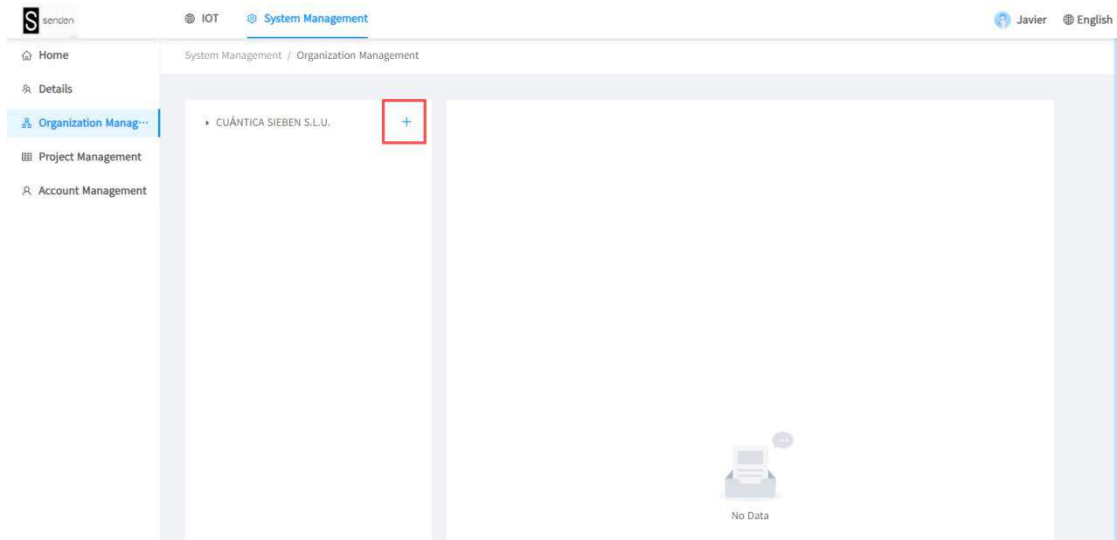 S senden
IOT
System Management
Javier
English
Home
Details
Organization Manag···
Project Management
Account Management
System Management / Organization Management
CUÁNTICA SIEBEN S.L.U.
+
No Data